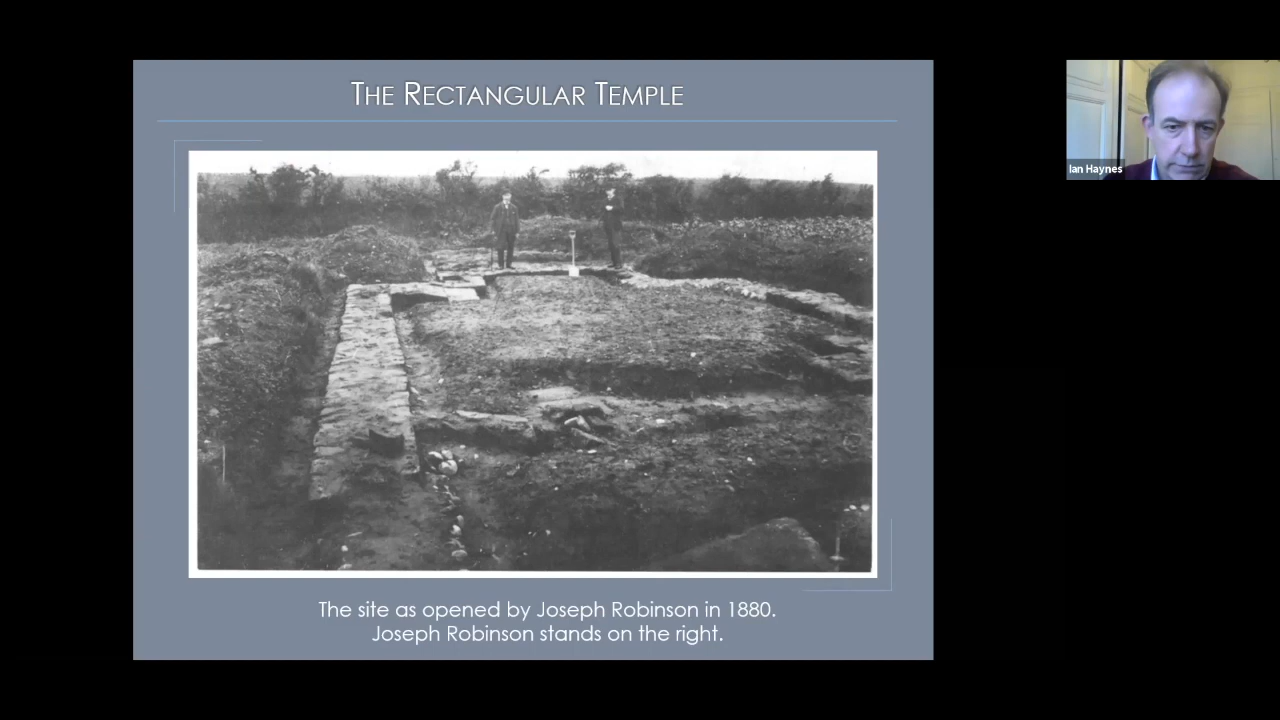 THE RECTANGULAR TEMPLE
Ian Haynes
The site as opened by Joseph Robinson in 1880.
Joseph Robinson stands on the right.